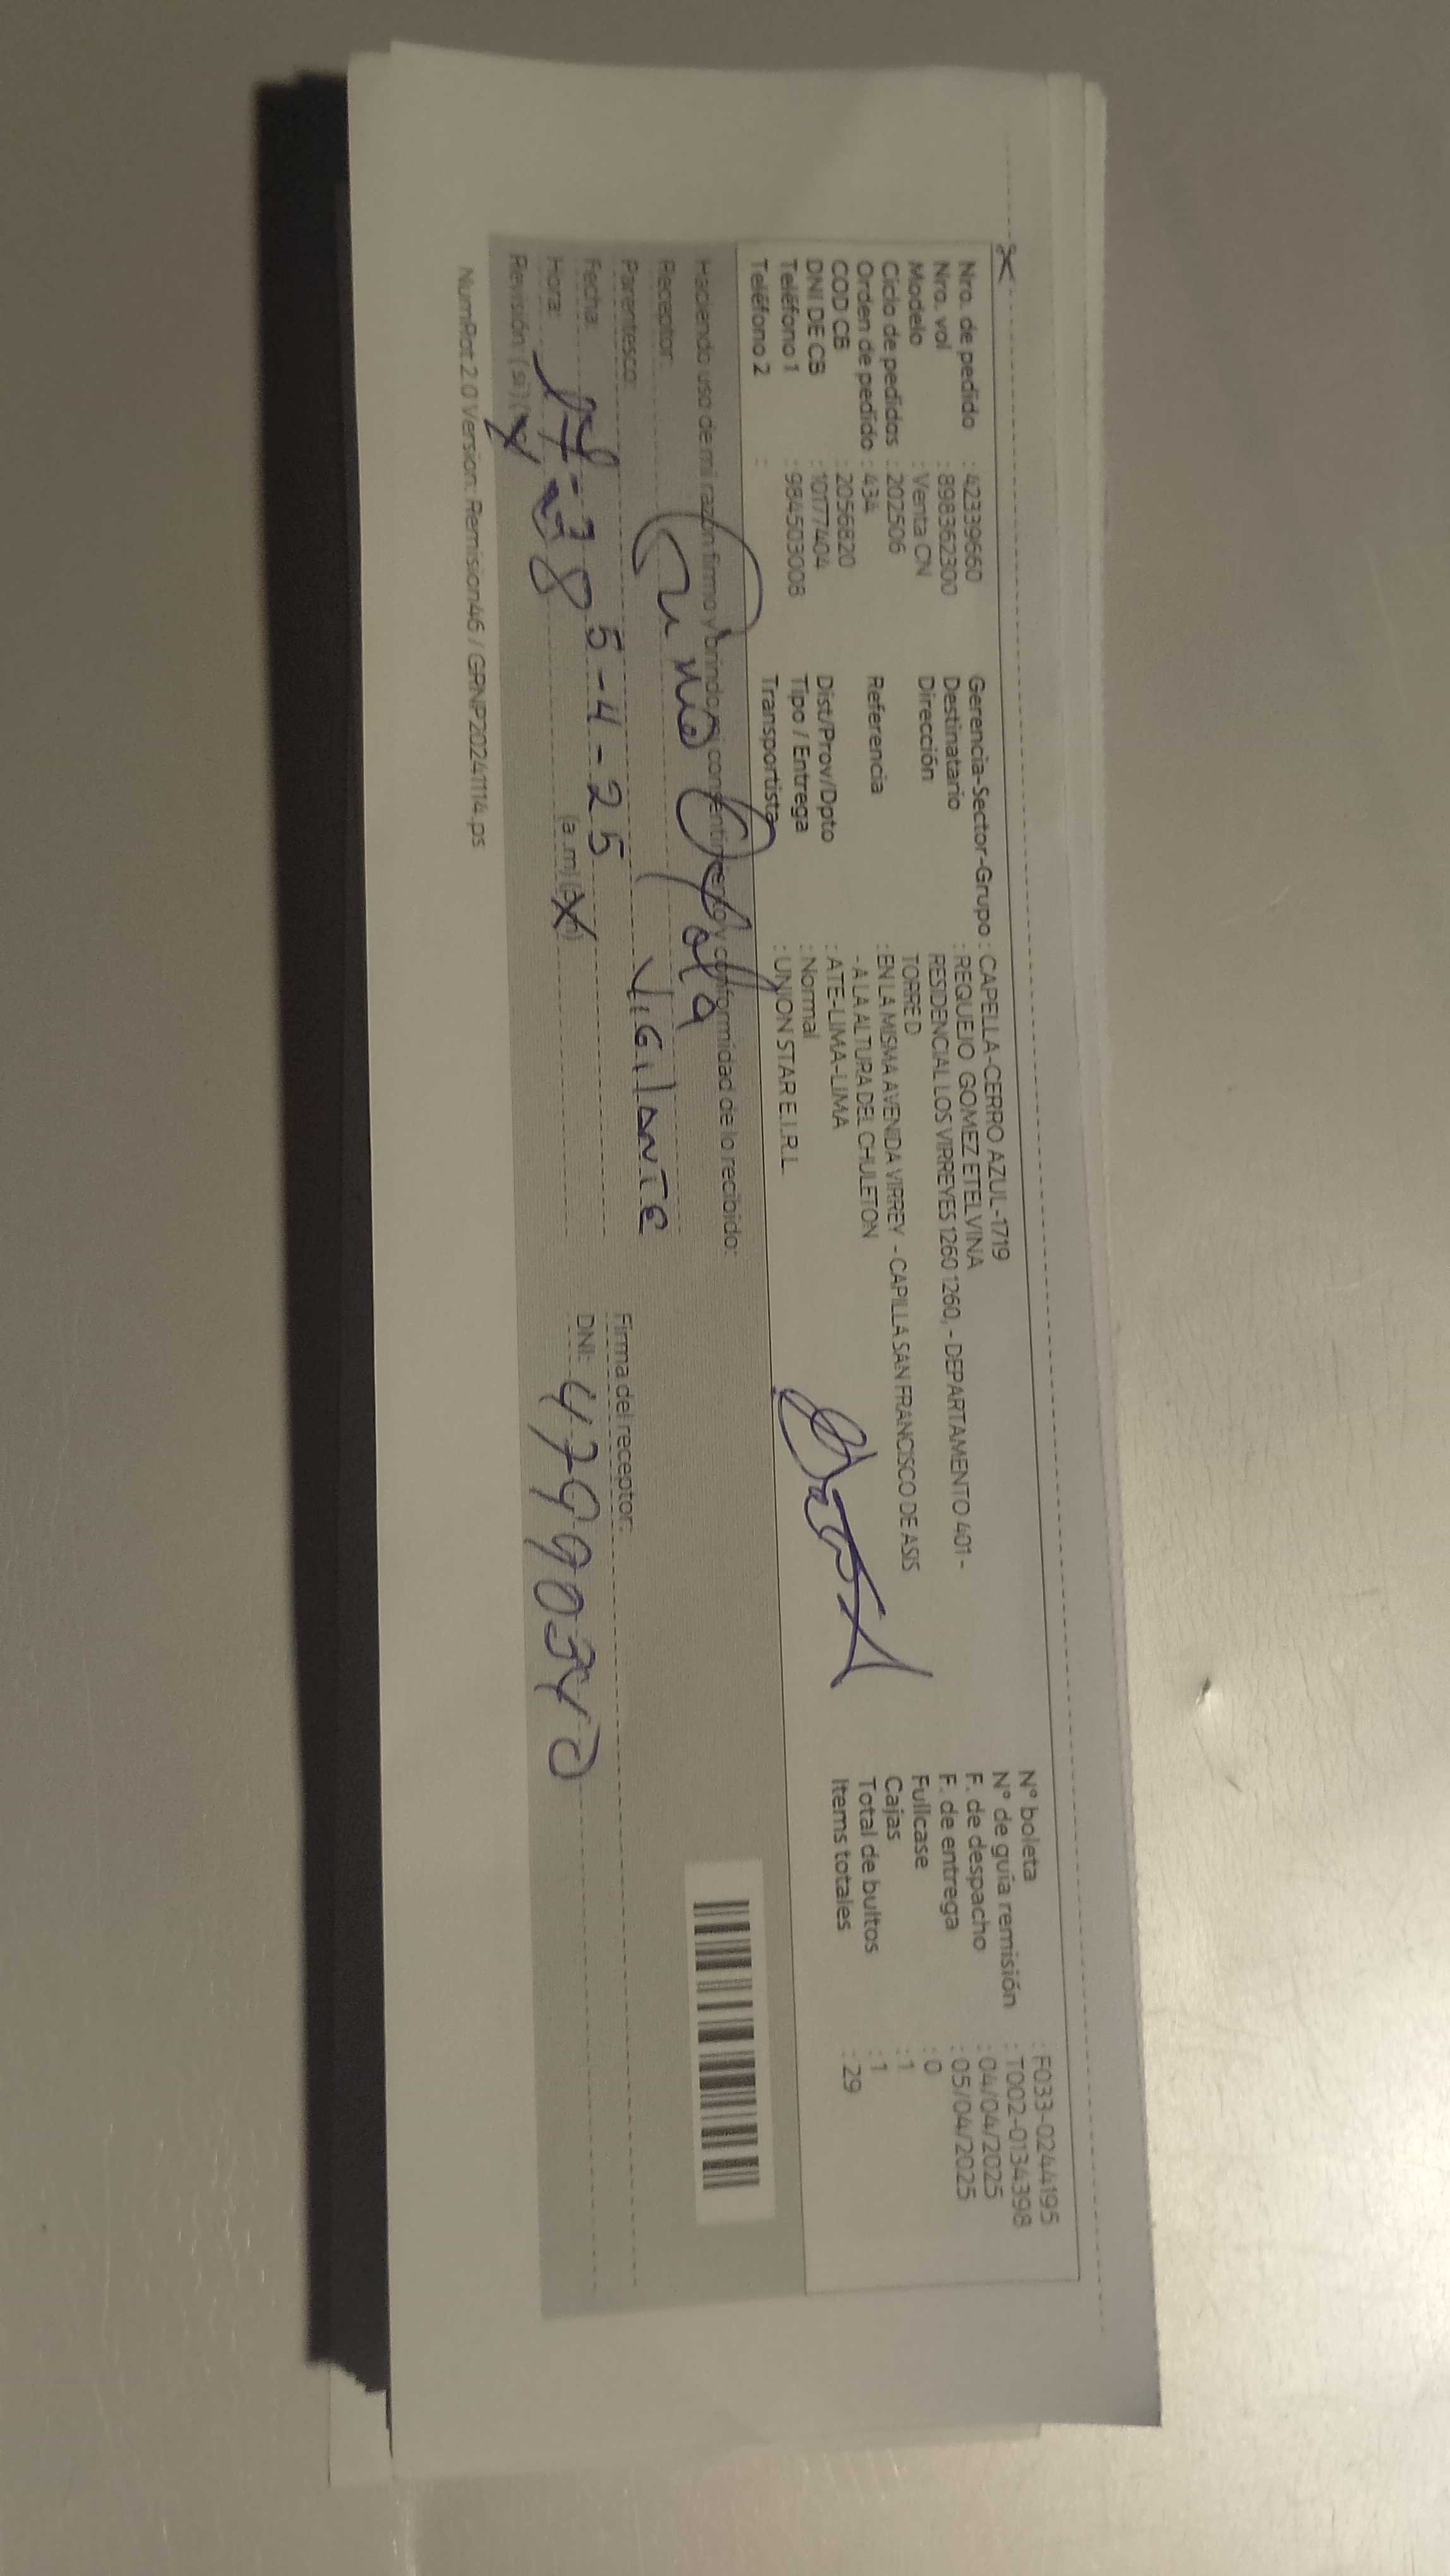 Nro. de pedido : 42339660
Nro. vol : 898362300
Modelo : Venta CN
Ciclo de pedidos : 202506
Orden de pedido : 434
COD CB : 2056820
DNI DE CB : 10177404
Teléfono 1 : 984503008
Teléfono 2 :
Gerencia-Sector-Grupo : CAPELLA-CERRO AZUL-1719
Destinatario : REQUEJO GOMEZ ETELVINA
Dirección RESIDENCIAL LOS VIRREYES 1260 1260, - DEPARTAMENTO 401 -
TORRE D
Referencia : EN LA MISMA AVENIDA VIRREY - CAPILLA SAN FRANCISCO DE ASIS
- A LA ALTURA DEL CHULETON
Dist/Prov/Dpto : ATE-LIMA-LIMA
Tipo / Entrega : Normal
Transportista : UNION STAR E.I.R.L.
N° boleta : F033-0244195
N° de guía remisión : T002-0134398
F. de despacho : 04/04/2025
F. de entrega : 05/04/2025
Fullcase : 0
Cajas : 1
Total de bultos : 1
Items totales : 29
Haciendo uso de mi razón firmo y brindo mi consentimiento y conformidad de lo recibido:
Receptor:
Parentesco: ViGilante
Fecha: 5-4-25
Hora: (a.m)
Revisión: (si)
Firma del receptor:
DNI:
NumRot 2.0 Version: Remision46 / GRNP20241114.ps